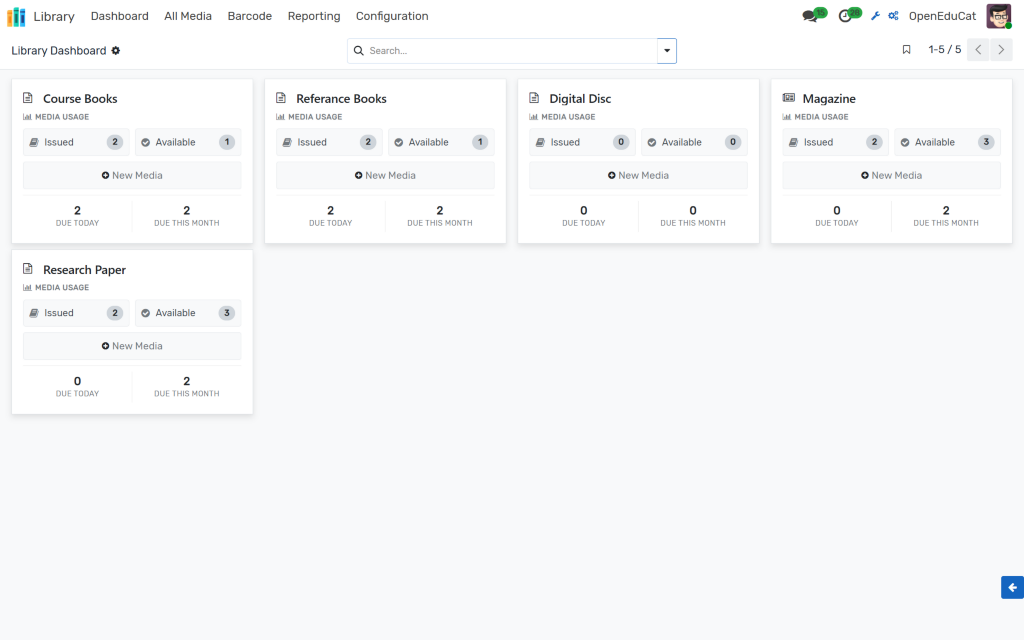 Library Dashboard All Media Barcode Reporting Configuration 15 28 OpenEduCat
Library Dashboard Search... 1-5 / 5
Course Books
MEDIA USAGE
Issued 2 Available 1
New Media
2 2
DUE TODAY DUE THIS MONTH
Referance Books
MEDIA USAGE
Issued 2 Available 1
New Media
2 2
DUE TODAY DUE THIS MONTH
Digital Disc
MEDIA USAGE
Issued 0 Available 0
New Media
0 0
DUE TODAY DUE THIS MONTH
Magazine
MEDIA USAGE
Issued 2 Available 3
New Media
0 2
DUE TODAY DUE THIS MONTH
Research Paper
MEDIA USAGE
Issued 2 Available 3
New Media
0 2
DUE TODAY DUE THIS MONTH